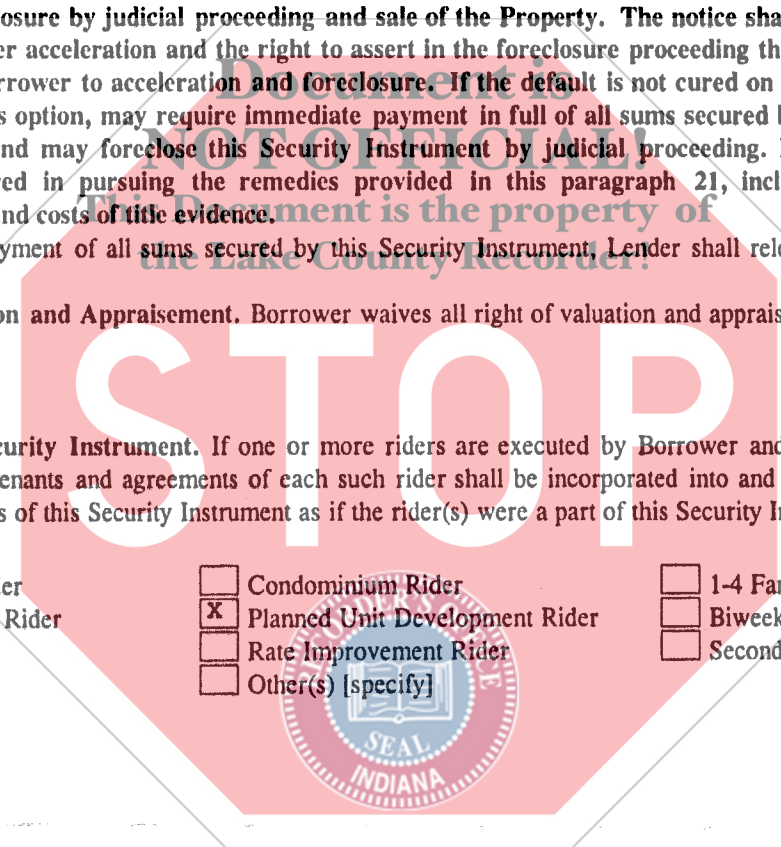 osure by judicial proceeding and sale of the Property. The notice sha
er acceleration and the right to assert in the foreclosure proceeding th
rrower to acceleration and foreclosure. If the default is not cured on
s option, may require immediate payment in full of all sums secured b
nd may foreclose this Security Instrument by judicial proceeding.
red in pursuing the remedies provided in this paragraph 21, incl
nd costs of title evidence.
yment of all sums secured by this Security Instrument, Lender shall rele
on and Appraisement. Borrower waives all right of valuation and apprais
curity Instrument. If one or more riders are executed by Borrower and
enants and agreements of each such rider shall be incorporated into and
s of this Security Instrument as if the rider(s) were a part of this Security I
er Condominium Rider 1-4 Fa
Rider X Planned Unit Development Rider Biweek
Rate Improvement Rider Second
Other(s) [specify]
Document is
NOT OFFICIAL!
This Document is the property of
the Lake County Recorder!
STOP
RECORDER'S OFFICE
SEAL
INDIANA